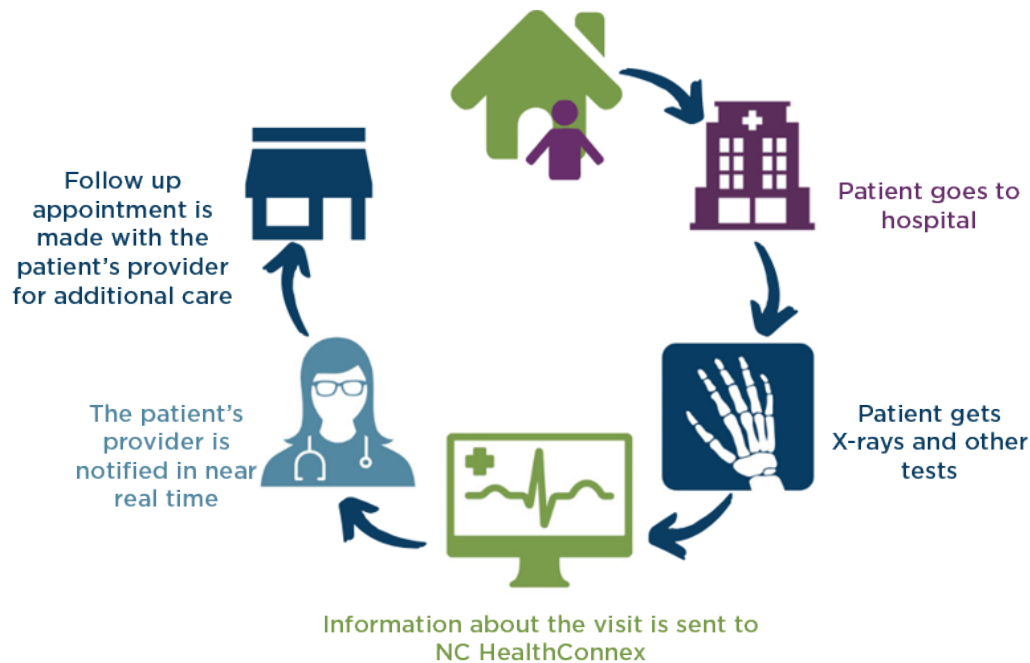 Patient goes to
hospital
Patient gets
X-rays and other
tests
Information about the visit is sent to
NC HealthConnex
The patient's
provider is
notified in near
real time
Follow up
appointment is
made with the
patient's provider
for additional care